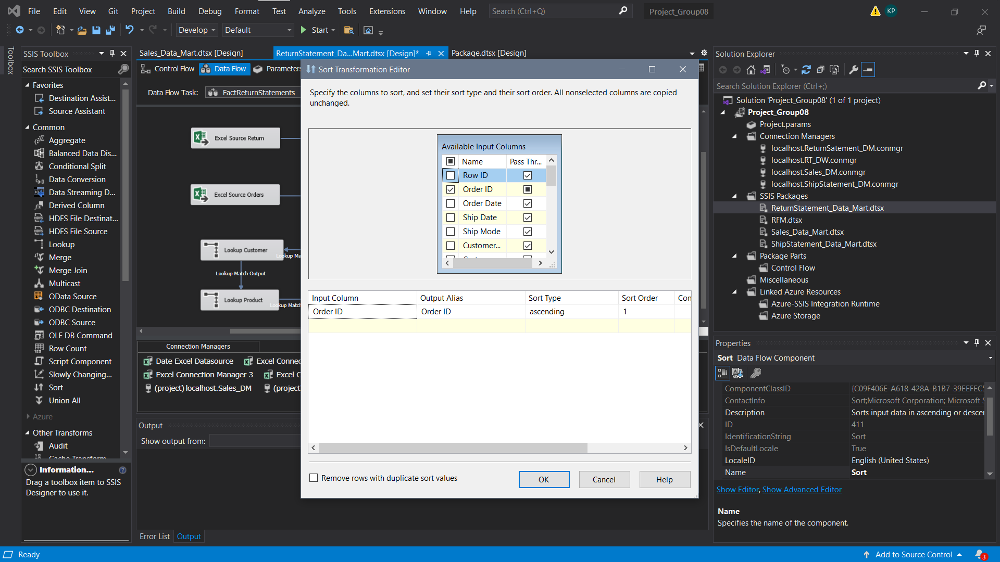 File Edit View Git Project Build Debug Format Test Analyze Tools Extensions Window Help Search (Ctrl+Q) Project_Group08 KP
Develop Default Start
Toolbox
SSIS Toolbox
Search SSIS Toolbox
Favorites
Destination Assist...
Source Assistant
Common
Aggregate
Balanced Data Dis...
Conditional Split
Data Conversion
Data Streaming D...
Derived Column
HDFS File Destinat...
HDFS File Source
Lookup
Merge
Merge Join
Multicast
OData Source
ODBC Destination
ODBC Source
OLE DB Command
Row Count
Script Component
Slowly Changing...
Sort
Union All
Azure
Other Transforms
Audit
Cache Transform
Information...
Drag a toolbox item to SSIS
Designer to use it.
Sales_Data_Mart.dtsx [Design] ReturnStatement_Da...Mart.dtsx [Design]* Package.dtsx [Design]
Control Flow Data Flow Parameters
Data Flow Task: FactReturnStatements
Excel Source Return
Excel Source Orders
Lookup Customer
Lookup Ma
Lookup Match Output
Lookup Product
Lookup Match
Connection Managers
Date Excel Datasource Excel Connec
Excel Connection Manager 3 Excel C
(project) localhost.Sales_DM (project
Output
Show output from:
Error List Output
Sort Transformation Editor
Specify the columns to sort, and set their sort type and their sort order. All nonselected columns are copied
unchanged.
Available Input Columns
Name Pass Thr...
Row ID
Order ID
Order Date
Ship Date
Ship Mode
Customer...
Input Column Output Alias Sort Type Sort Order Con
Order ID Order ID ascending 1
Remove rows with duplicate sort values
OK Cancel Help
Solution Explorer
Search Solution Explorer (Ctrl+;)
Solution 'Project_Group08' (1 of 1 project)
Project_Group08
Project.params
Connection Managers
localhost.ReturnSatement_DM.conmgr
localhost.RT_DW.conmgr
localhost.Sales_DM.conmgr
localhost.ShipStatement_DM.conmgr
SSIS Packages
ReturnStatement_Data_Mart.dtsx
RFM.dtsx
Sales_Data_Mart.dtsx
ShipStatement_Data_Mart.dtsx
Package Parts
Control Flow
Miscellaneous
Linked Azure Resources
Azure-SSIS Integration Runtime
Azure Storage
Properties
Sort Data Flow Component
ComponentClassID {C09F406E-A618-428A-B1B7-39EEFEC5
ContactInfo Sort;Microsoft Corporation; Microsoft S
Description Sorts input data in ascending or descen
ID 411
IdentificationString Sort
IsDefaultLocale True
LocaleID English (United States)
Name Sort
Show Editor, Show Advanced Editor
Name
Specifies the name of the component.
Ready
Add to Source Control 3